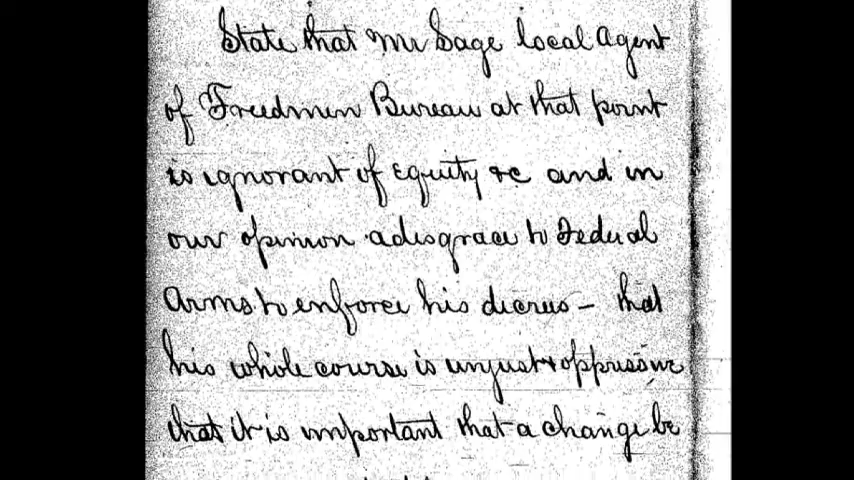 State that Mr Sage local Agent
of Freedmen Bureau at that point
is ignorant of equity &c and in
our opinion a disgrace to Federal
Arms to enforce his decrees – that
his whole course is unjust & oppressive
that it is important that a change be